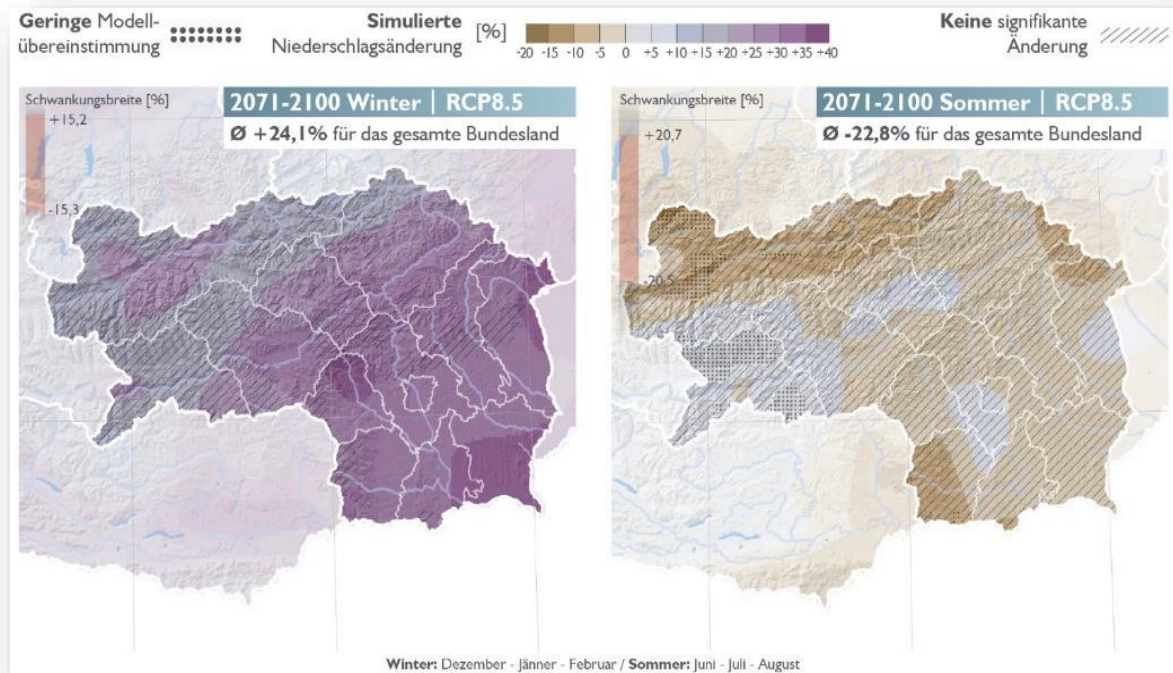 Geringe Modell-
übereinstimmung
Simulierte
Niederschlagsänderung
[%]
-20 -15 -10 -5 0 +5 +10 +15 +20 +25 +30 +35 +40
Keine signifikante
Änderung
Schwankungsbreite [%]
+15,2
-15,3
2071-2100 Winter | RCP8.5
Ø +24,1% für das gesamte Bundesland
Schwankungsbreite [%]
+20,7
-20,5
2071-2100 Sommer | RCP8.5
Ø -22,8% für das gesamte Bundesland
Winter: Dezember - Jänner - Februar / Sommer: Juni - Juli - August